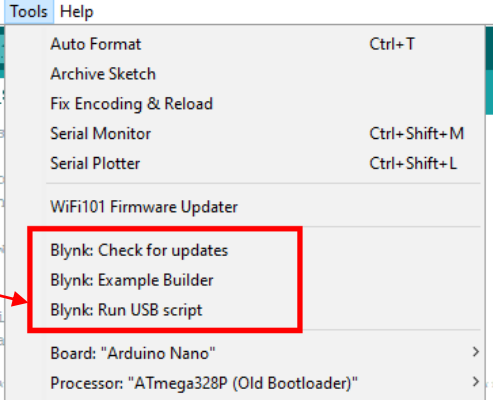 Tools Help
Auto Format Ctrl+T
Archive Sketch
Fix Encoding & Reload
Serial Monitor Ctrl+Shift+M
Serial Plotter Ctrl+Shift+L
WiFi101 Firmware Updater
Blynk: Check for updates
Blynk: Example Builder
Blynk: Run USB script
Board: "Arduino Nano"
Processor: "ATmega328P (Old Bootloader)"